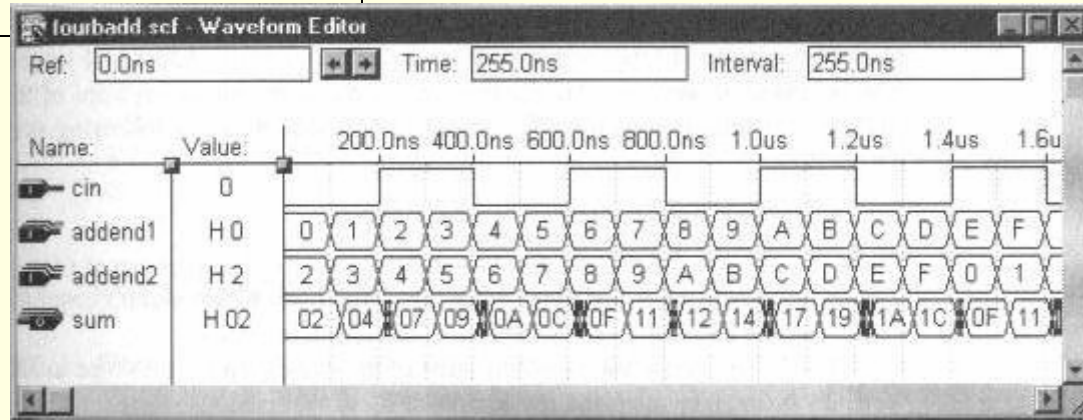 fourbadd.scf - Waveform Editor
Ref: 0.0ns Time: 255.0ns Interval: 255.0ns
Name: Value: 200.0ns 400.0ns 600.0ns 800.0ns 1.0us 1.2us 1.4us 1.6u
cin 0
addend1 H 0 0 1 2 3 4 5 6 7 8 9 A B C D E F
addend2 H 2 2 3 4 5 6 7 8 9 A B C D E F 0 1
sum H 02 02 04 07 09 0A 0C 0F 11 12 14 17 19 1A 1C 0F 11